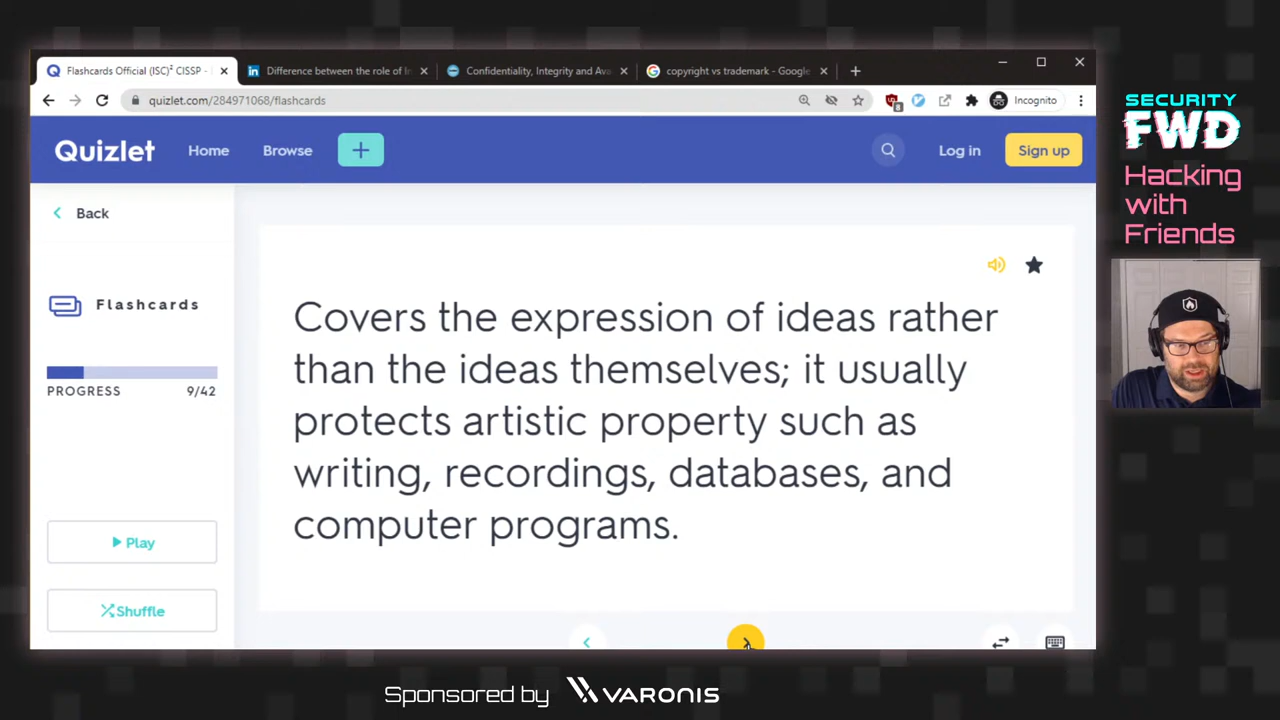 Flashcards Official (ISC)² CISSP -
Difference between the role of I
Confidentiality, Integrity and Ava
copyright vs trademark - Google
quizlet.com/284971068/flashcards
8
Incognito
Quizlet
Home
Browse
Log in
Sign up
Back
Flashcards
PROGRESS 9/42
Play
Shuffle
Covers the expression of ideas rather
than the ideas themselves; it usually
protects artistic property such as
writing, recordings, databases, and
computer programs.
SECURITY
FWD
Hacking
with
Friends
Sponsored by VARONIS